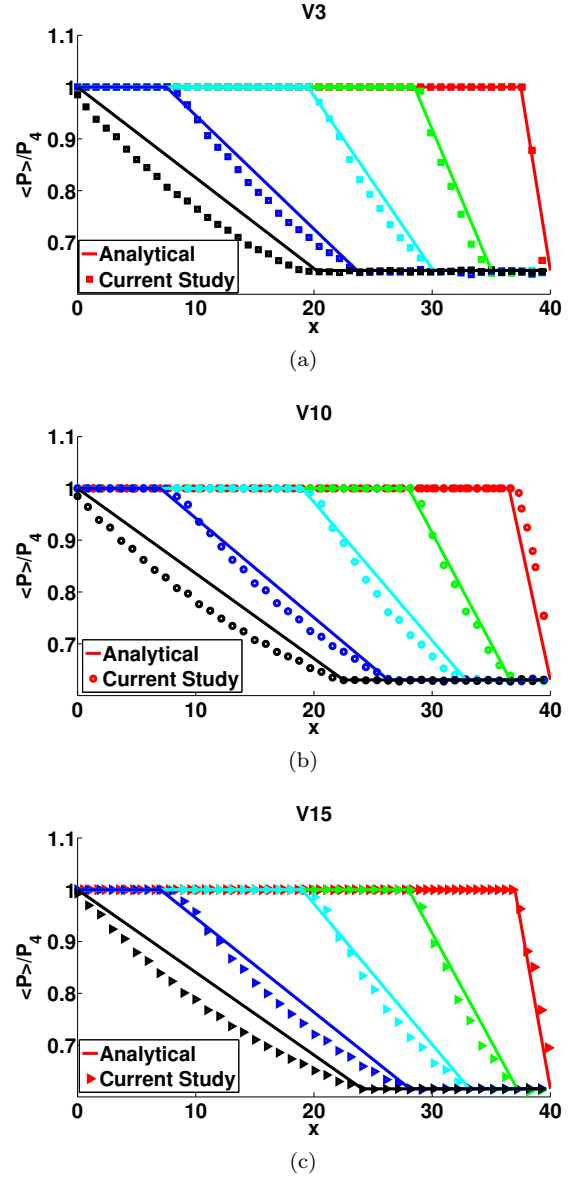 V3
1.1
1
0.9
0.8
0.7
<P>/P4
Analytical
Current Study
0 10 20 30 40
x
(a)
V10
1.1
1
0.9
0.8
0.7
<P>/P4
Analytical
Current Study
0 10 20 30 40
x
(b)
V15
1.1
1
0.9
0.8
0.7
<P>/P4
Analytical
Current Study
0 10 20 30 40
x
(c)